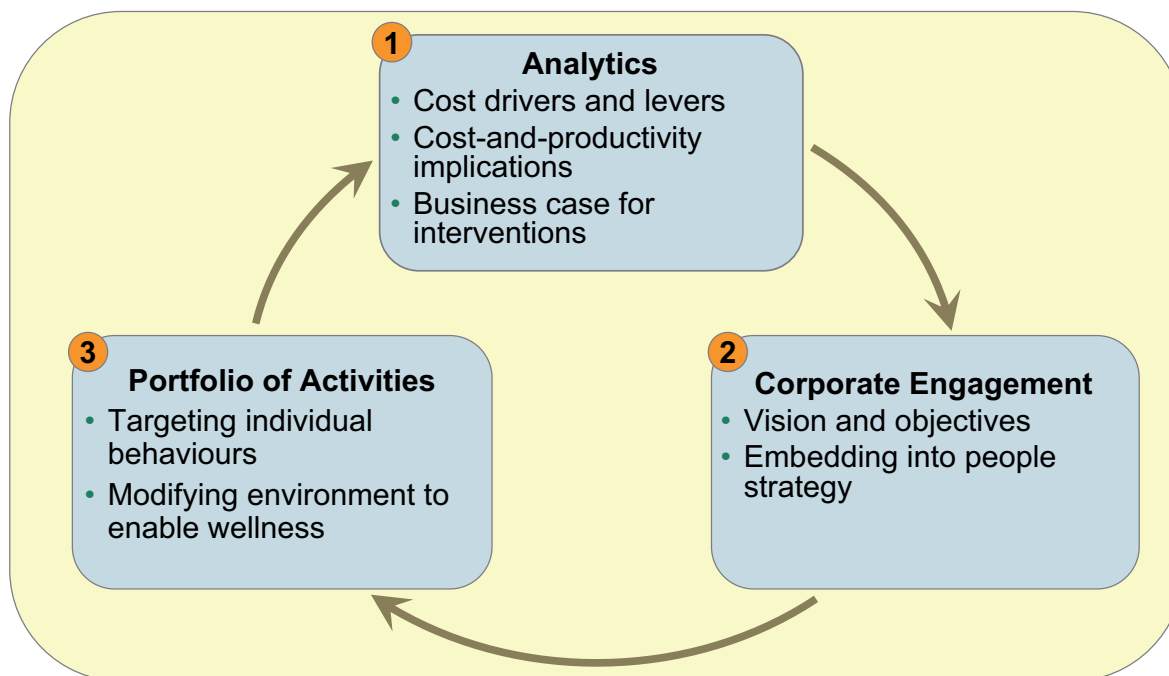 1
Analytics
• Cost drivers and levers
• Cost-and-productivity
implications
• Business case for
interventions
2
Corporate Engagement
• Vision and objectives
• Embedding into people
strategy
3
Portfolio of Activities
• Targeting individual
behaviours
• Modifying environment to
enable wellness